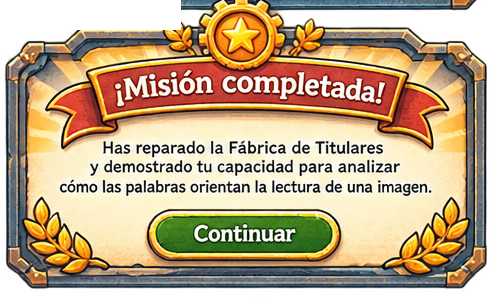 ¡Misión completada!
Has reparado la Fábrica de Titulares
y demostrado tu capacidad para analizar
cómo las palabras orientan la lectura de una imagen.
Continuar